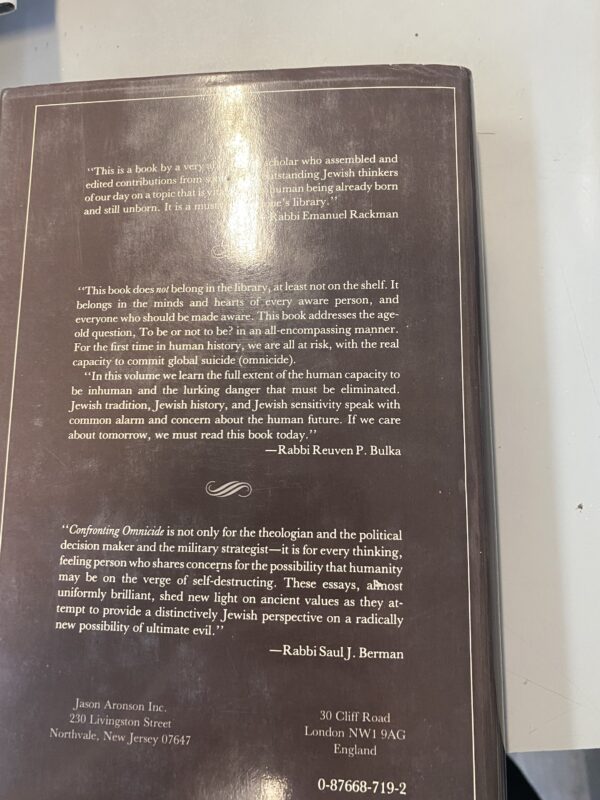 "This is a book by a very scholar who assembled and
edited contributions from outstanding Jewish thinkers
of our day on a topic that is human being already born
and still unborn. It is a must library."
Rabbi Emanuel Rackman
"This book does not belong in the library, at least not on the shelf. It
belongs in the minds and hearts of every aware person, and
everyone who should be made aware. This book addresses the age-
old question, To be or not to be? in an all-encompassing manner.
For the first time in human history, we are all at risk, with the real
capacity to commit global suicide (omnicide).
"In this volume we learn the full extent of the human capacity to
be inhuman and the lurking danger that must be eliminated.
Jewish tradition, Jewish history, and Jewish sensitivity speak with
common alarm and concern about the human future. If we care
about tomorrow, we must read this book today."
—Rabbi Reuven P. Bulka
"Confronting Omnicide is not only for the theologian and the political
decision maker and the military strategist—it is for every thinking,
feeling person who shares concerns for the possibility that humanity
may be on the verge of self-destructing. These essays, almost
uniformly brilliant, shed new light on ancient values as they at-
tempt to provide a distinctively Jewish perspective on a radically
new possibility of ultimate evil."
—Rabbi Saul J. Berman
Jason Aronson Inc.
230 Livingston Street
Northvale, New Jersey 07647
30 Cliff Road
London NW1 9AG
England
0-87668-719-2